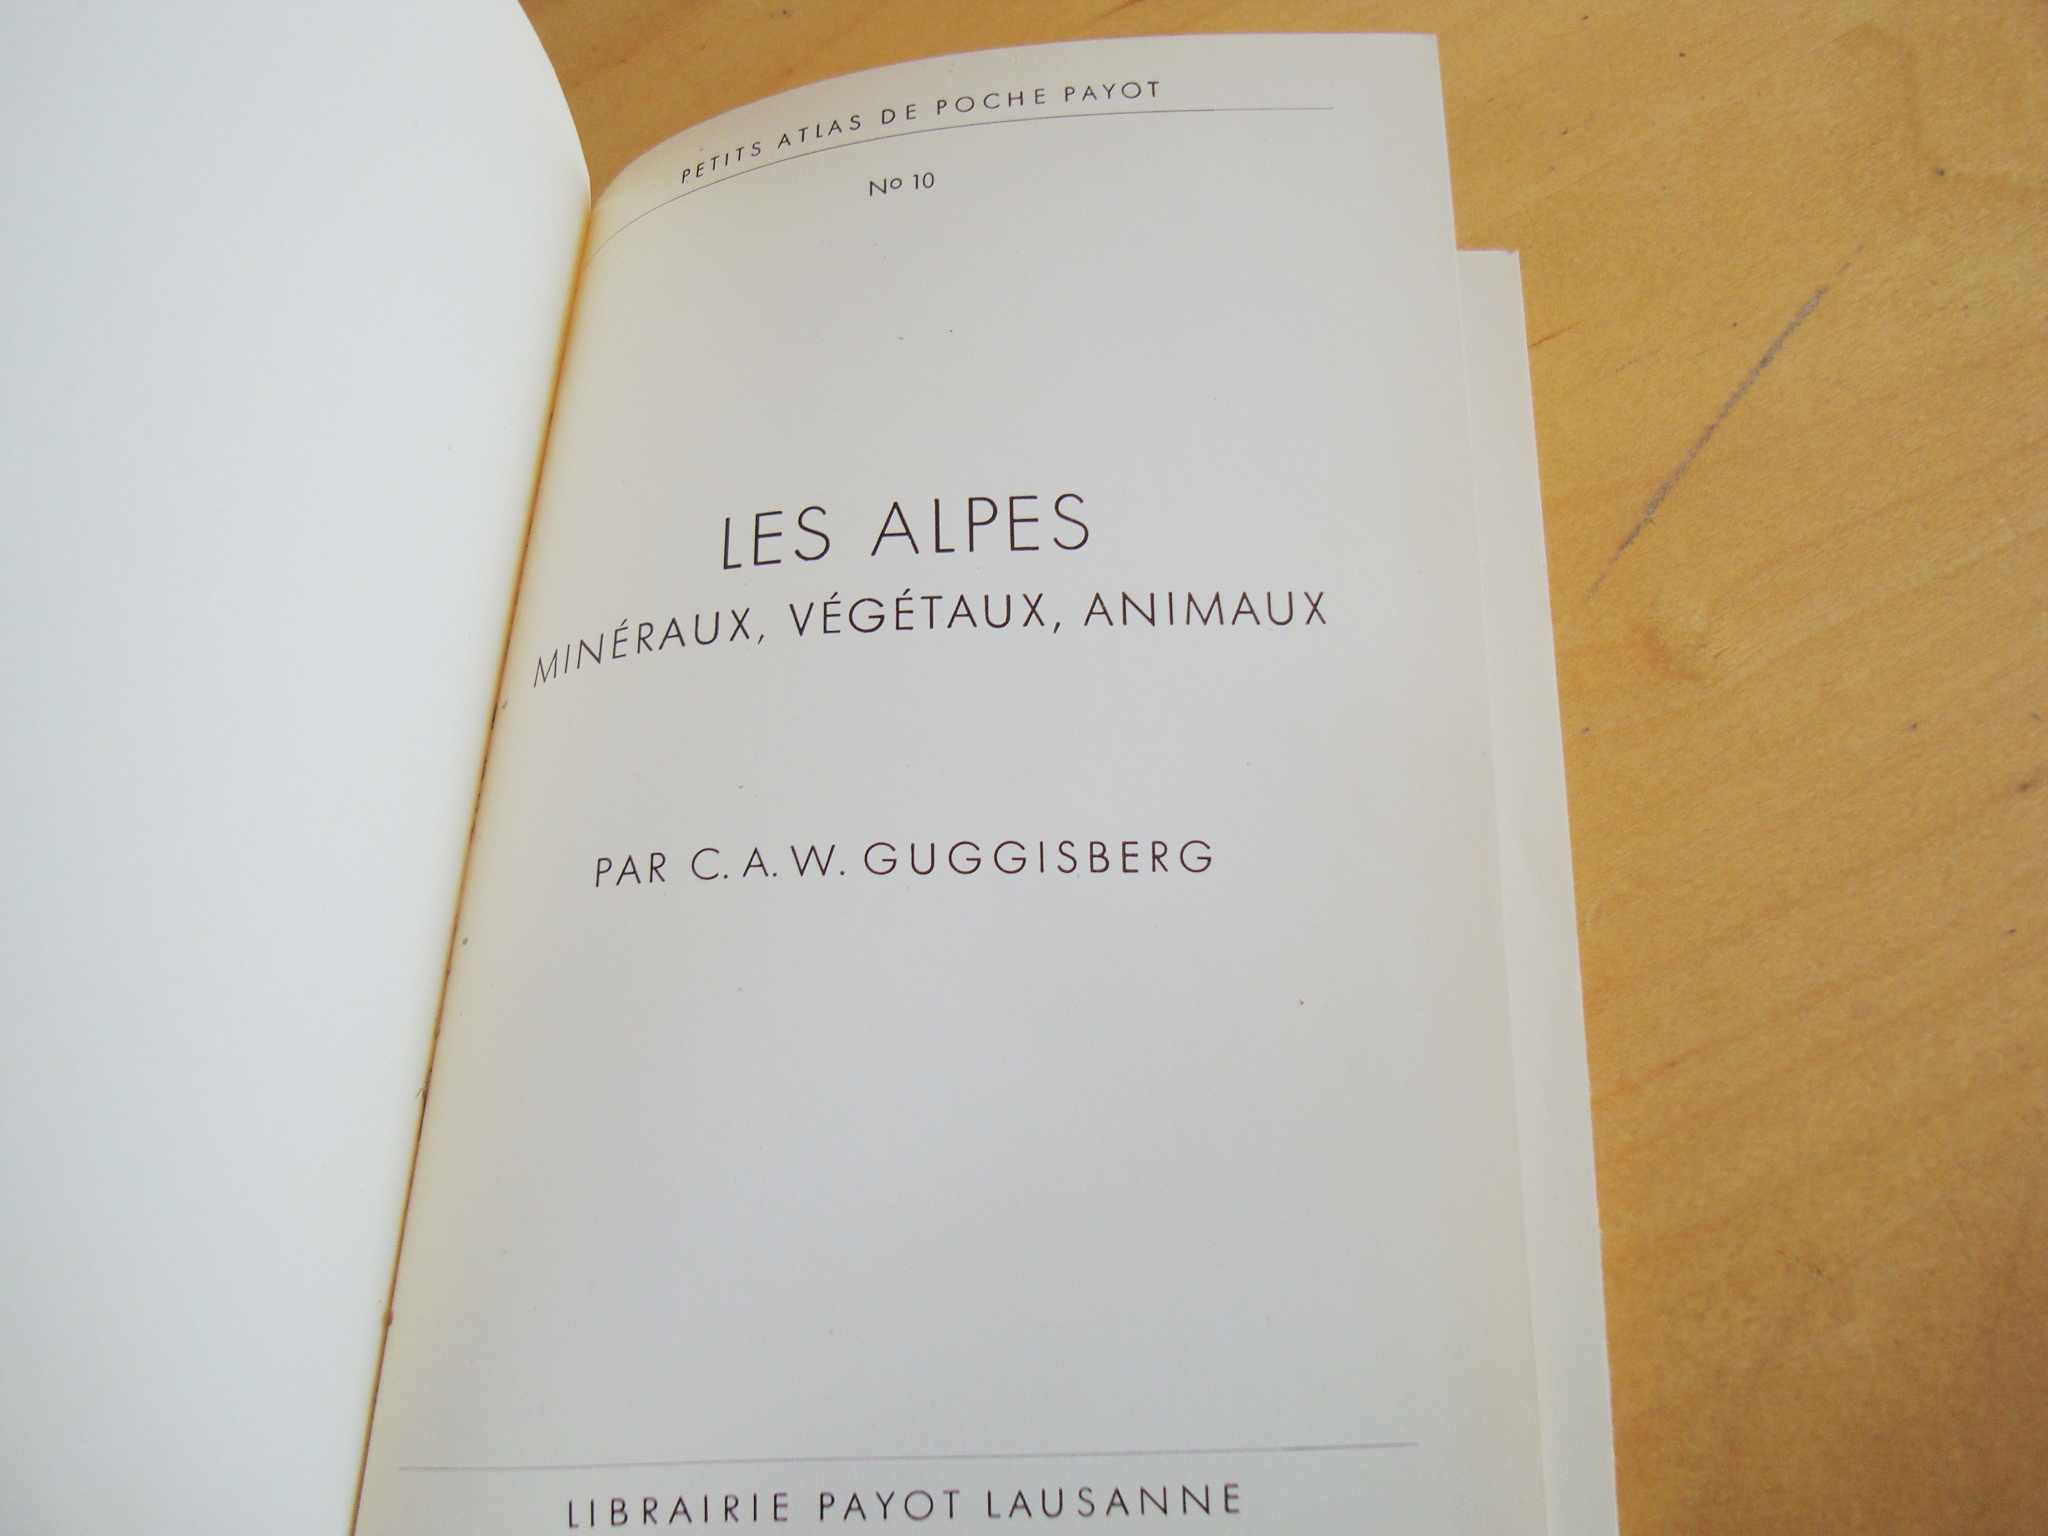 PETITS ATLAS DE POCHE PAYOT
Nº 10
LES ALPES
MINÉRAUX, VÉGÉTAUX, ANIMAUX
PAR C. A. W. GUGGISBERG
LIBRAIRIE PAYOT LAUSANNE